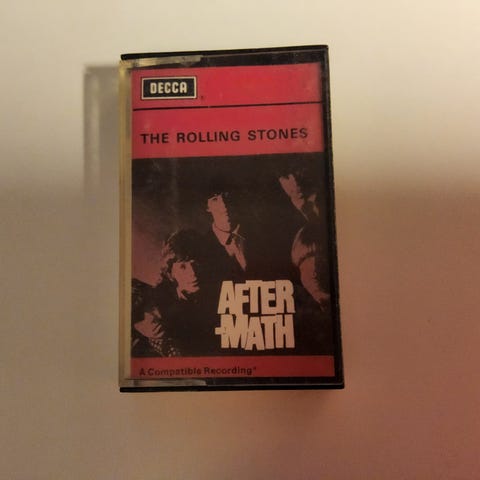 DECCA
THE ROLLING STONES
AFTER
-MATH
A Compatible Recording*